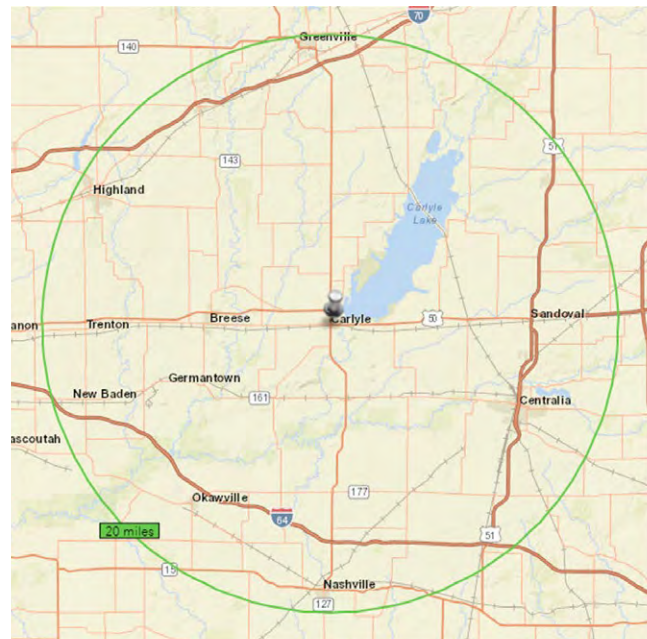 70
Greenville
140
143
51
Highland
Carlyle
Lake
Breese
Carlyle
50
Sandoval
anon
Trenton
Germantown
New Baden
161
Centralia
ascoutah
Okawville
177
64
20 miles
51
15
Nashville
127